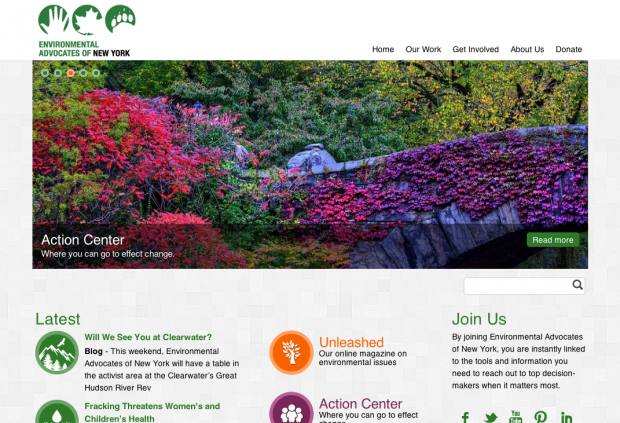 ENVIRONMENTAL
ADVOCATES OF NEW YORK
Home Our Work Get Involved About Us Donate
Action Center
Where you can go to effect change.
Read more
Latest
Will We See You at Clearwater?
Blog - This weekend, Environmental
Advocates of New York will have a table in
the activist area at the Clearwater's Great
Hudson River Rev
Fracking Threatens Women's and
Children's Health
Unleashed
Our online magazine on
environmental issues
Action Center
Where you can go to effect
Join Us
By joining Environmental Advocates
of New York, you are instantly linked
to the tools and information you
need to reach out to top decision-
makers when it matters most.
You
Tube